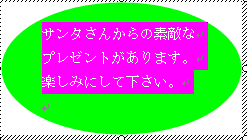 サンタさんからの素敵な
プレゼントがあります。
楽しみにして下さい。